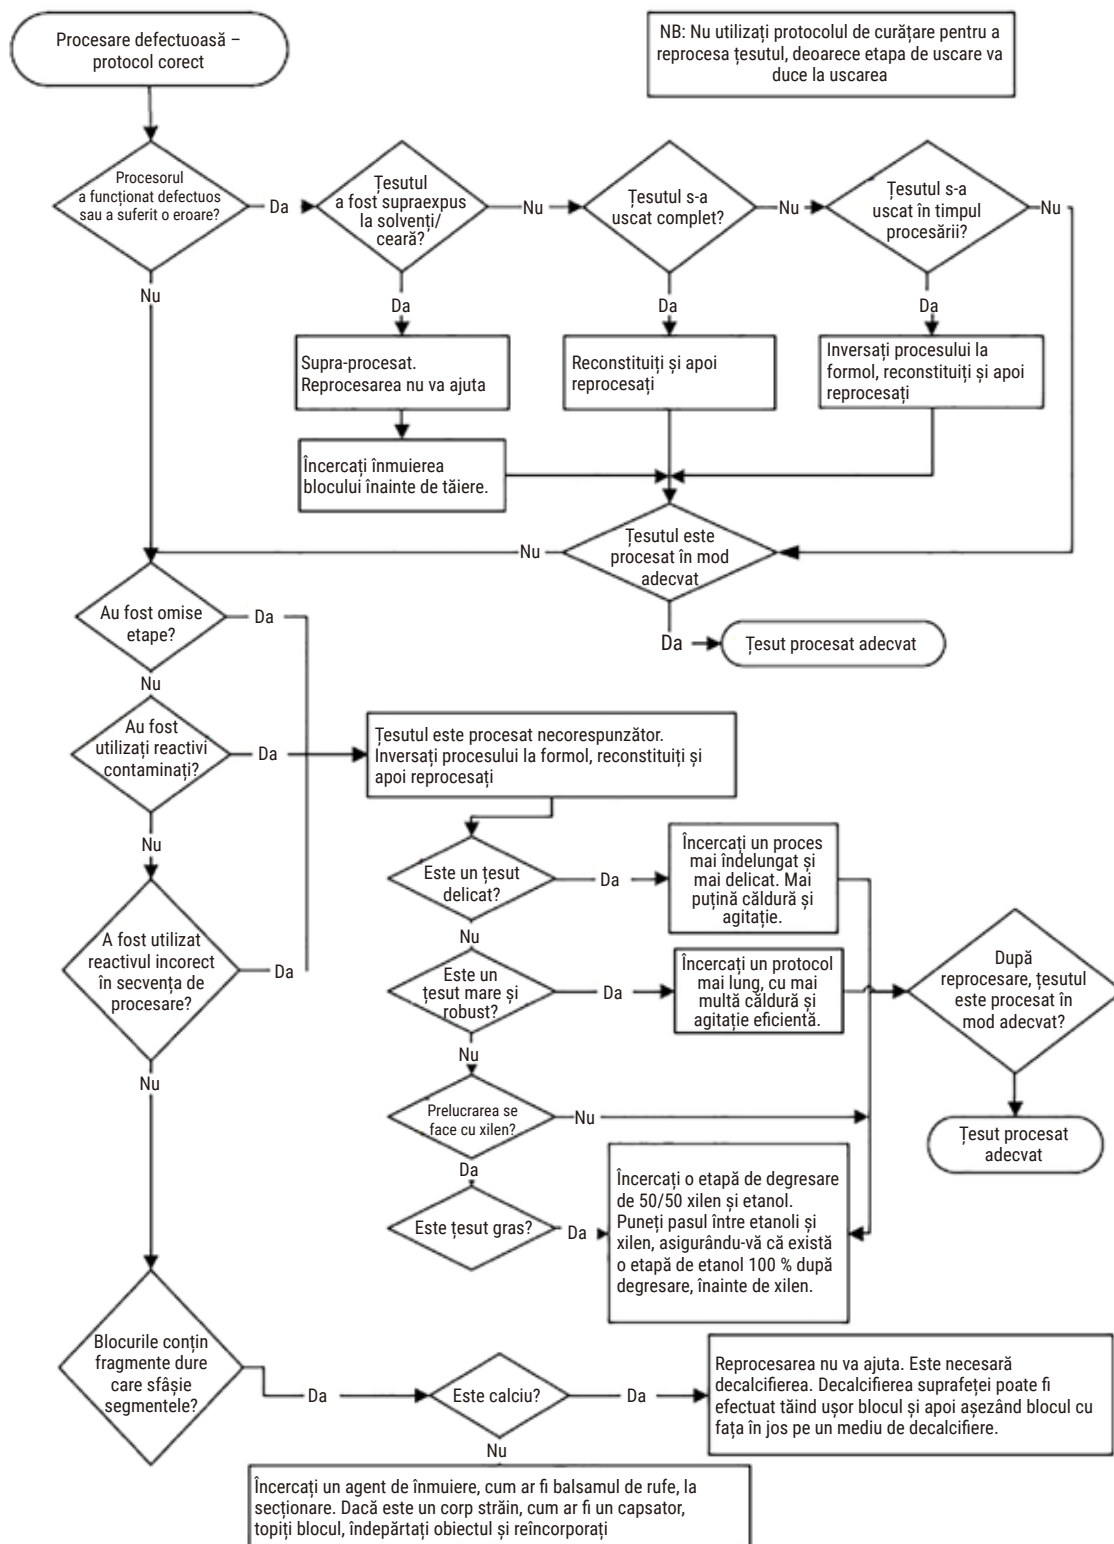 Procesare defectuoasă –
protocol corect
NB: Nu utilizați protocolul de curățare pentru a
reprocesa țesutul, deoarece etapa de uscare va
duce la uscarea
Procesorul
a funcționat defectuos
sau a suferit o eroare?
Da
Țesutul
a fost supraexpus
la solvenți/
ceară?
Nu
Țesutul s-a
uscat complet?
Nu
Țesutul s-a
uscat în timpul
procesării?
Nu
Nu
Da
Da
Da
Supra-procesat.
Reprocesarea nu va ajuta
Reconstituiți și apoi
reprocesați
Inversați procesului la
formol, reconstituiți și apoi
reprocesați
Încercați înmuierea
blocului înainte de tăiere.
Țesutul este
procesat în mod
adecvat
Nu
Da
Țesut procesat adecvat
Au fost omise
etape?
Da
Nu
Au fost
utilizați reactivi
contaminați?
Da
Țesutul este procesat necorespunzător.
Inversați procesului la formol, reconstituiți și
apoi reprocesați
Nu
A fost utilizat
reactivul incorect
în secvența de
procesare?
Da
Nu
Este un țesut
delicat?
Da
Încercați un proces
mai îndelungat și
mai delicat. Mai
puțină căldură și
agitație.
Nu
Este un
țesut mare și
robust?
Da
Încercați un protocol
mai lung, cu mai
multă căldură și
agitație eficientă.
După
reprocesare, țesutul
este procesat în
mod adecvat?
Nu
Prelucrarea se
face cu xilen?
Nu
Țesut procesat
adecvat
Da
Este țesut gras?
Da
Încercați o etapă de degresare
de 50/50 xilen și etanol.
Puneți pasul între etanoli și
xilen, asigurându-vă că există
o etapă de etanol 100 % după
degresare, înainte de xilen.
Blocurile conțin
fragmente dure
care sfâșie
segmentele?
Da
Este calciu?
Da
Reprocesarea nu va ajuta. Este necesară
decalcifierea. Decalcifierea suprafeței poate fi
efectuat tăind ușor blocul și apoi așezând blocul cu
fața în jos pe un mediu de decalcifiere.
Nu
Încercați un agent de înmuiere, cum ar fi balsamul de rufe, la
secționare. Dacă este un corp străin, cum ar fi un capsator,
topiți blocul, îndepărtați obiectul și reîncorporați